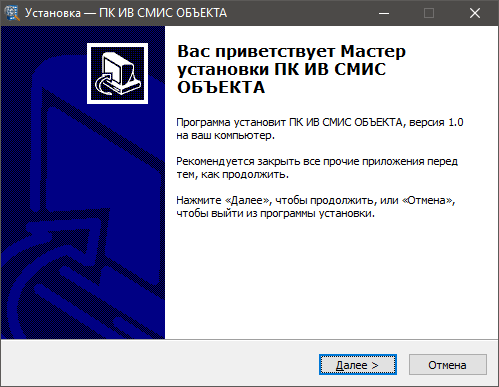 Установка — ПК ИВ СМИС ОБЪЕКТА
Вас приветствует Мастер
установки ПК ИВ СМИС
ОБЪЕКТА
Программа установит ПК ИВ СМИС ОБЪЕКТА, версия 1.0
на ваш компьютер.
Рекомендуется закрыть все прочие приложения перед
тем, как продолжить.
Нажмите «Далее», чтобы продолжить, или «Отмена»,
чтобы выйти из программы установки.
Далее >
Отмена